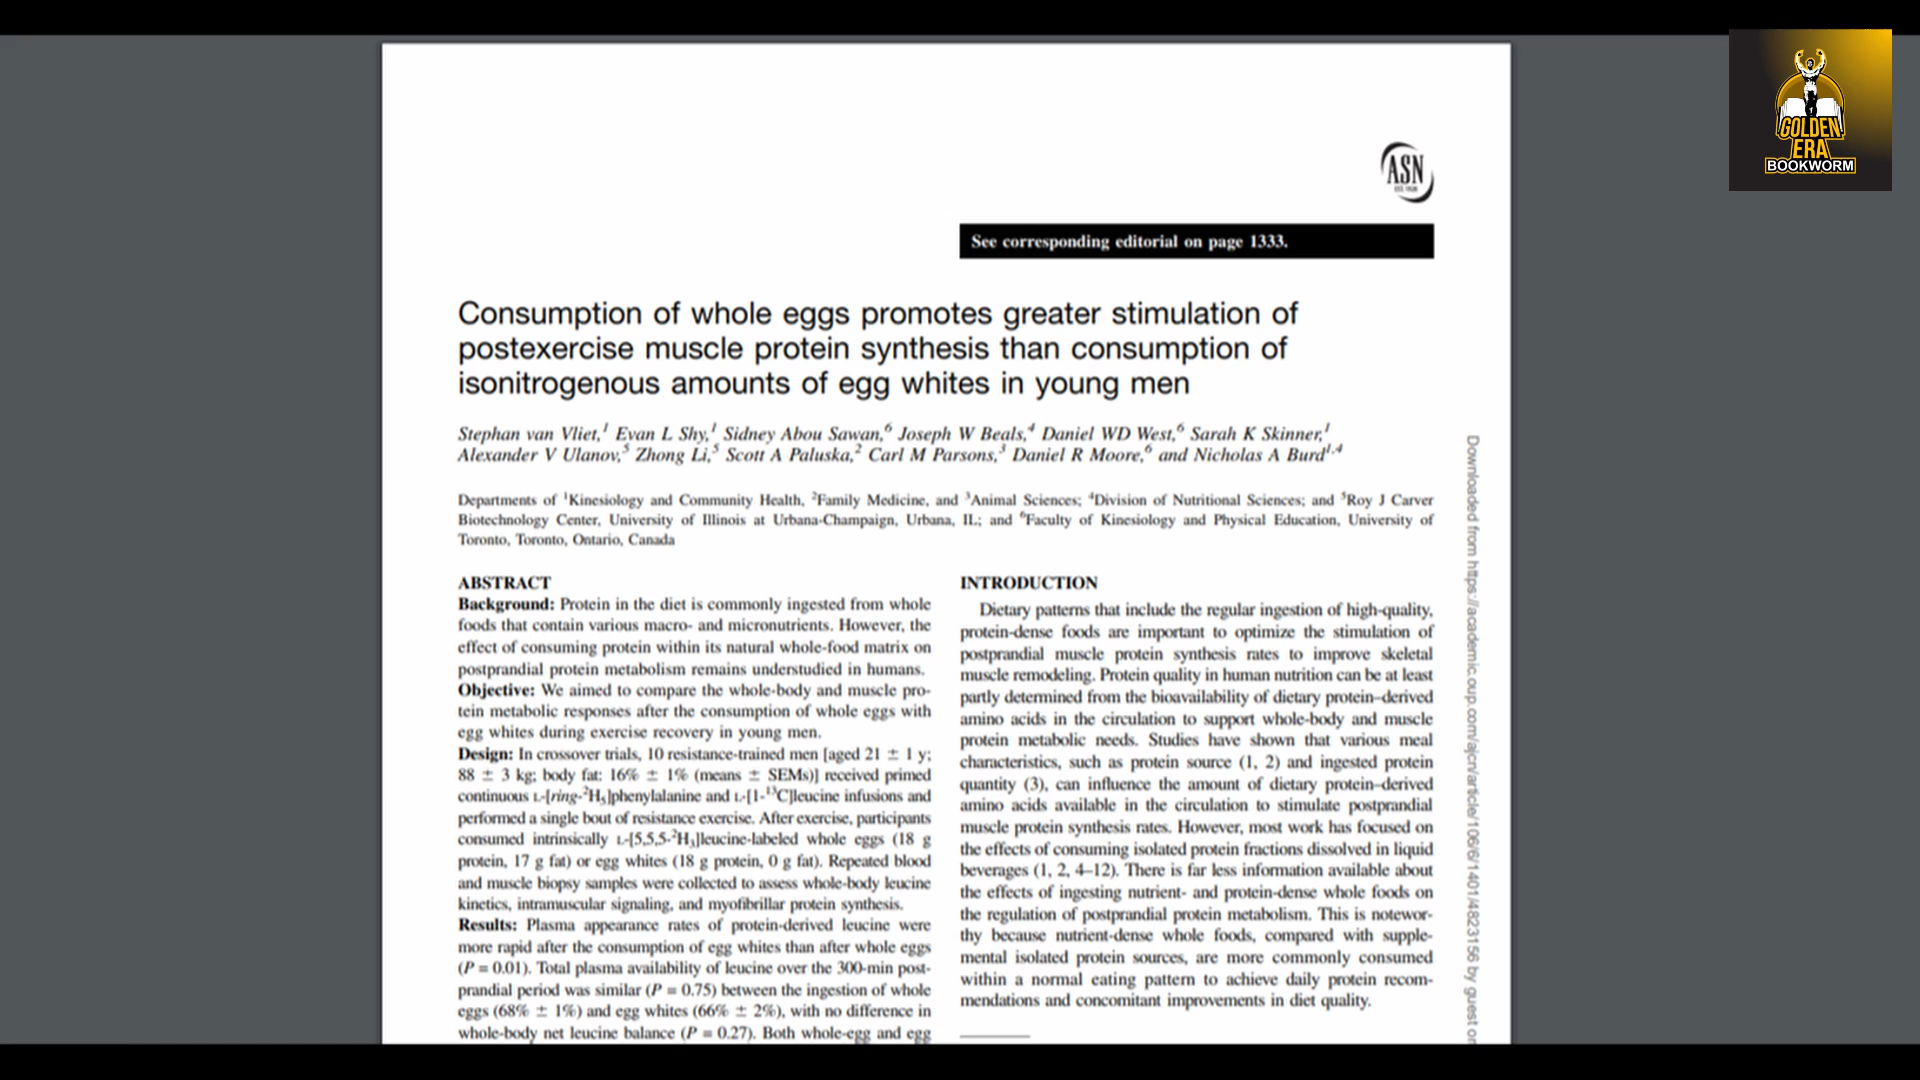 GOLDEN
ERA
BOOKWORM
ASN
See corresponding editorial on page 1333.
Consumption of whole eggs promotes greater stimulation of
postexercise muscle protein synthesis than consumption of
isonitrogenous amounts of egg whites in young men
Stephan van Vliet,¹ Evan L Shy,¹ Sidney Abou Sawan,⁶ Joseph W Beals,⁴ Daniel WD West,⁶ Sarah K Skinner,¹
Alexander V Ulanov,⁵ Zhong Li,⁵ Scott A Paluska,² Carl M Parsons,³ Daniel R Moore,⁶ and Nicholas A Burd¹,⁴
Departments of ¹Kinesiology and Community Health, ²Family Medicine, and ³Animal Sciences; ⁴Division of Nutritional Sciences; and ⁵Roy J Carver
Biotechnology Center, University of Illinois at Urbana-Champaign, Urbana, IL; and ⁶Faculty of Kinesiology and Physical Education, University of
Toronto, Toronto, Ontario, Canada
ABSTRACT
Background: Protein in the diet is commonly ingested from whole
foods that contain various macro- and micronutrients. However, the
effect of consuming protein within its natural whole-food matrix on
postprandial protein metabolism remains understudied in humans.
Objective: We aimed to compare the whole-body and muscle pro-
tein metabolic responses after the consumption of whole eggs with
egg whites during exercise recovery in young men.
Design: In crossover trials, 10 resistance-trained men [aged 21 ± 1 y;
88 ± 3 kg; body fat: 16% ± 1% (means ± SEMs)] received primed
continuous L-[ring-²H₅]phenylalanine and L-[1-¹³C]leucine infusions and
performed a single bout of resistance exercise. After exercise, participants
consumed intrinsically L-[5,5,5-²H₃]leucine-labeled whole eggs (18 g
protein, 17 g fat) or egg whites (18 g protein, 0 g fat). Repeated blood
and muscle biopsy samples were collected to assess whole-body leucine
kinetics, intramuscular signaling, and myofibrillar protein synthesis.
Results: Plasma appearance rates of protein-derived leucine were
more rapid after the consumption of egg whites than after whole eggs
(P = 0.01). Total plasma availability of leucine over the 300-min post-
prandial period was similar (P = 0.75) between the ingestion of whole
eggs (68% ± 1%) and egg whites (66% ± 2%), with no difference in
whole-body net leucine balance (P = 0.27). Both whole-egg and egg
INTRODUCTION
Dietary patterns that include the regular ingestion of high-quality,
protein-dense foods are important to optimize the stimulation of
postprandial muscle protein synthesis rates to improve skeletal
muscle remodeling. Protein quality in human nutrition can be at least
partly determined from the bioavailability of dietary protein–derived
amino acids in the circulation to support whole-body and muscle
protein metabolic needs. Studies have shown that various meal
characteristics, such as protein source (1, 2) and ingested protein
quantity (3), can influence the amount of dietary protein-derived
amino acids available in the circulation to stimulate postprandial
muscle protein synthesis rates. However, most work has focused on
the effects of consuming isolated protein fractions dissolved in liquid
beverages (1, 2, 4–12). There is far less information available about
the effects of ingesting nutrient- and protein-dense whole foods on
the regulation of postprandial protein metabolism. This is notewor-
thy because nutrient-dense whole foods, compared with supple-
mental isolated protein sources, are more commonly consumed
within a normal eating pattern to achieve daily protein recom-
mendations and concomitant improvements in diet quality.
Downloaded from https://academic.oup.com/ajcn/article/106/6/1401/4823156 by guest on